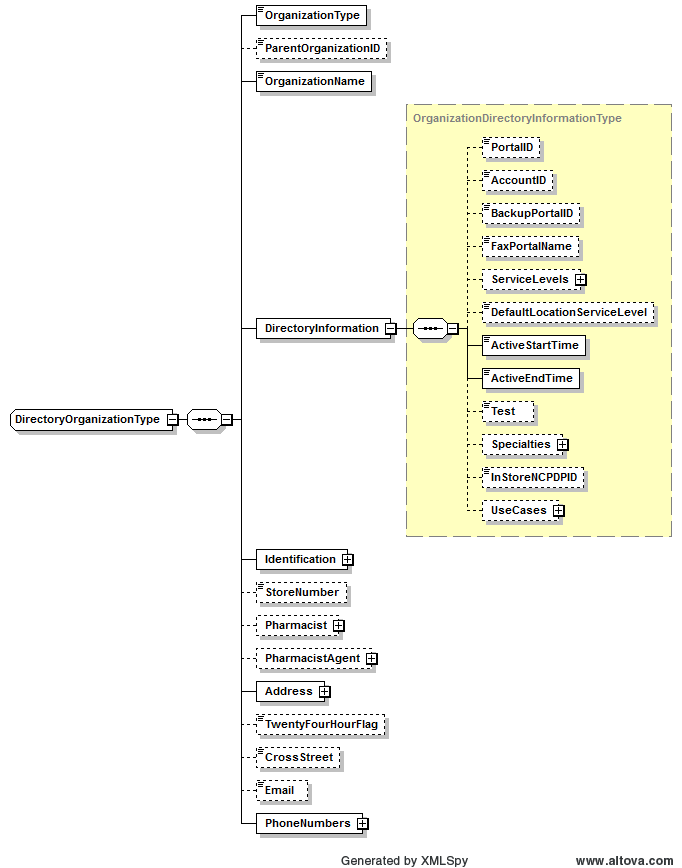 OrganizationType
ParentOrganizationID
OrganizationName
OrganizationDirectoryInformationType
PortalID
AccountID
BackupPortalID
FaxPortalName
ServiceLevels
DefaultLocationServiceLevel
DirectoryInformation
ActiveStartTime
ActiveEndTime
Test
DirectoryOrganizationType
Specialties
InStoreNCPDPID
UseCases
Identification
StoreNumber
Pharmacist
PharmacistAgent
Address
TwentyFourHourFlag
CrossStreet
Email
PhoneNumbers
Generated by XMLSpy
www.altova.com